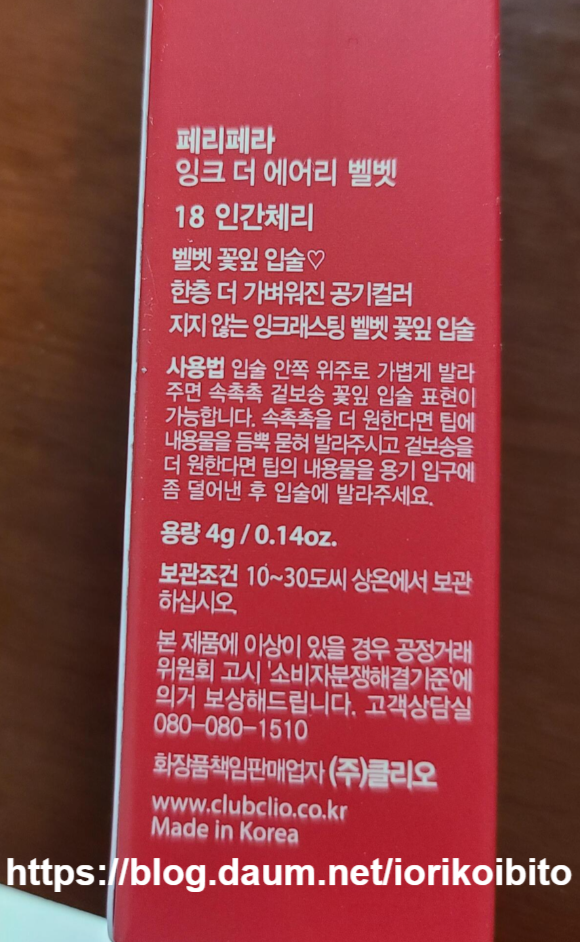 페리페라
잉크 더 에어리 벨벳
18 인간체리
벨벳 꽃잎 입술♡
한층 더 가벼워진 공기컬러
지지 않는 잉크래스팅 벨벳 꽃잎 입술
사용법 입술 안쪽 위주로 가볍게 발라
주면 속촉촉 겉보송 꽃잎 입술 표현이
가능합니다. 속촉촉을 더 원한다면 팁에
내용물을 듬뿍 묻혀 발라주시고 겉보송을
더 원한다면 팁의 내용물을 용기 입구에
좀 덜어낸 후 입술에 발라주세요.
용량 4g / 0.14oz.
보관조건 10~30도씨 상온에서 보관
하십시오.
본 제품에 이상이 있을 경우 공정거래
위원회 고시 '소비자분쟁해결기준'에
의거 보상해드립니다. 고객상담실
080-080-1510
화장품책임판매업자 (주)클리오
www.clubclio.co.kr
Made in Korea
https://blog.daum.net/iorikoibito